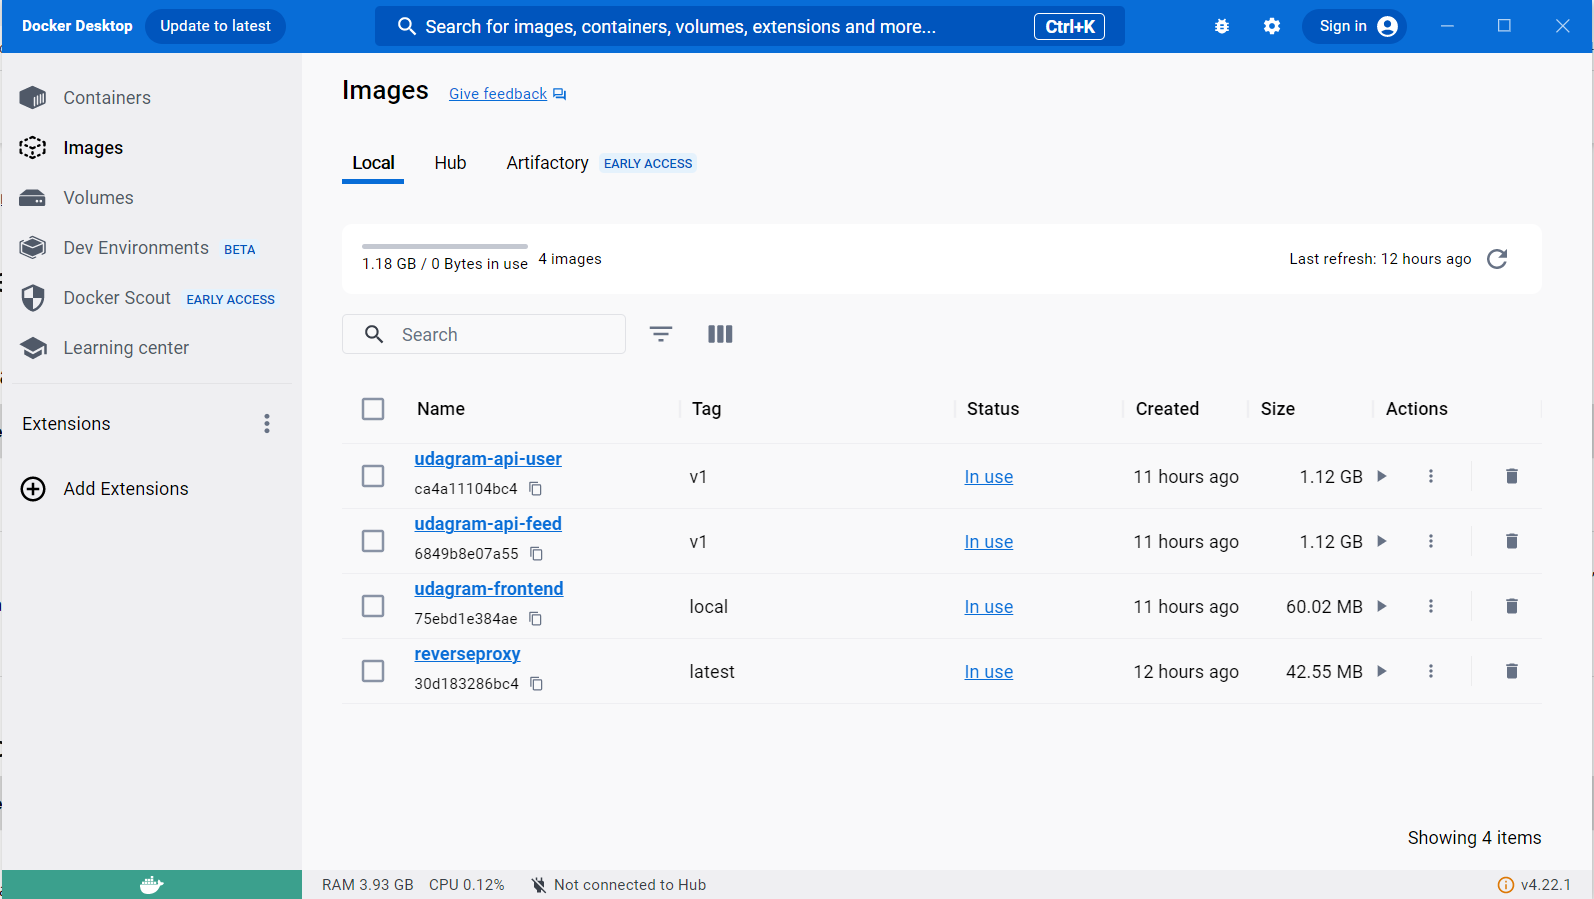 Docker Desktop Update to latest Search for images, containers, volumes, extensions and more... Ctrl+K Sign in
Containers
Images
Volumes
Dev Environments BETA
Docker Scout EARLY ACCESS
Learning center
Extensions
Add Extensions
Images Give feedback
Local Hub Artifactory EARLY ACCESS
1.18 GB / 0 Bytes in use 4 images Last refresh: 12 hours ago
Search
Name Tag Status Created Size Actions
udagram-api-user
ca4a11104bc4 v1 In use 11 hours ago 1.12 GB
udagram-api-feed
6849b8e07a55 v1 In use 11 hours ago 1.12 GB
udagram-frontend
75ebd1e384ae local In use 11 hours ago 60.02 MB
reverseproxy
30d183286bc4 latest In use 12 hours ago 42.55 MB
Showing 4 items
RAM 3.93 GB CPU 0.12% Not connected to Hub v4.22.1